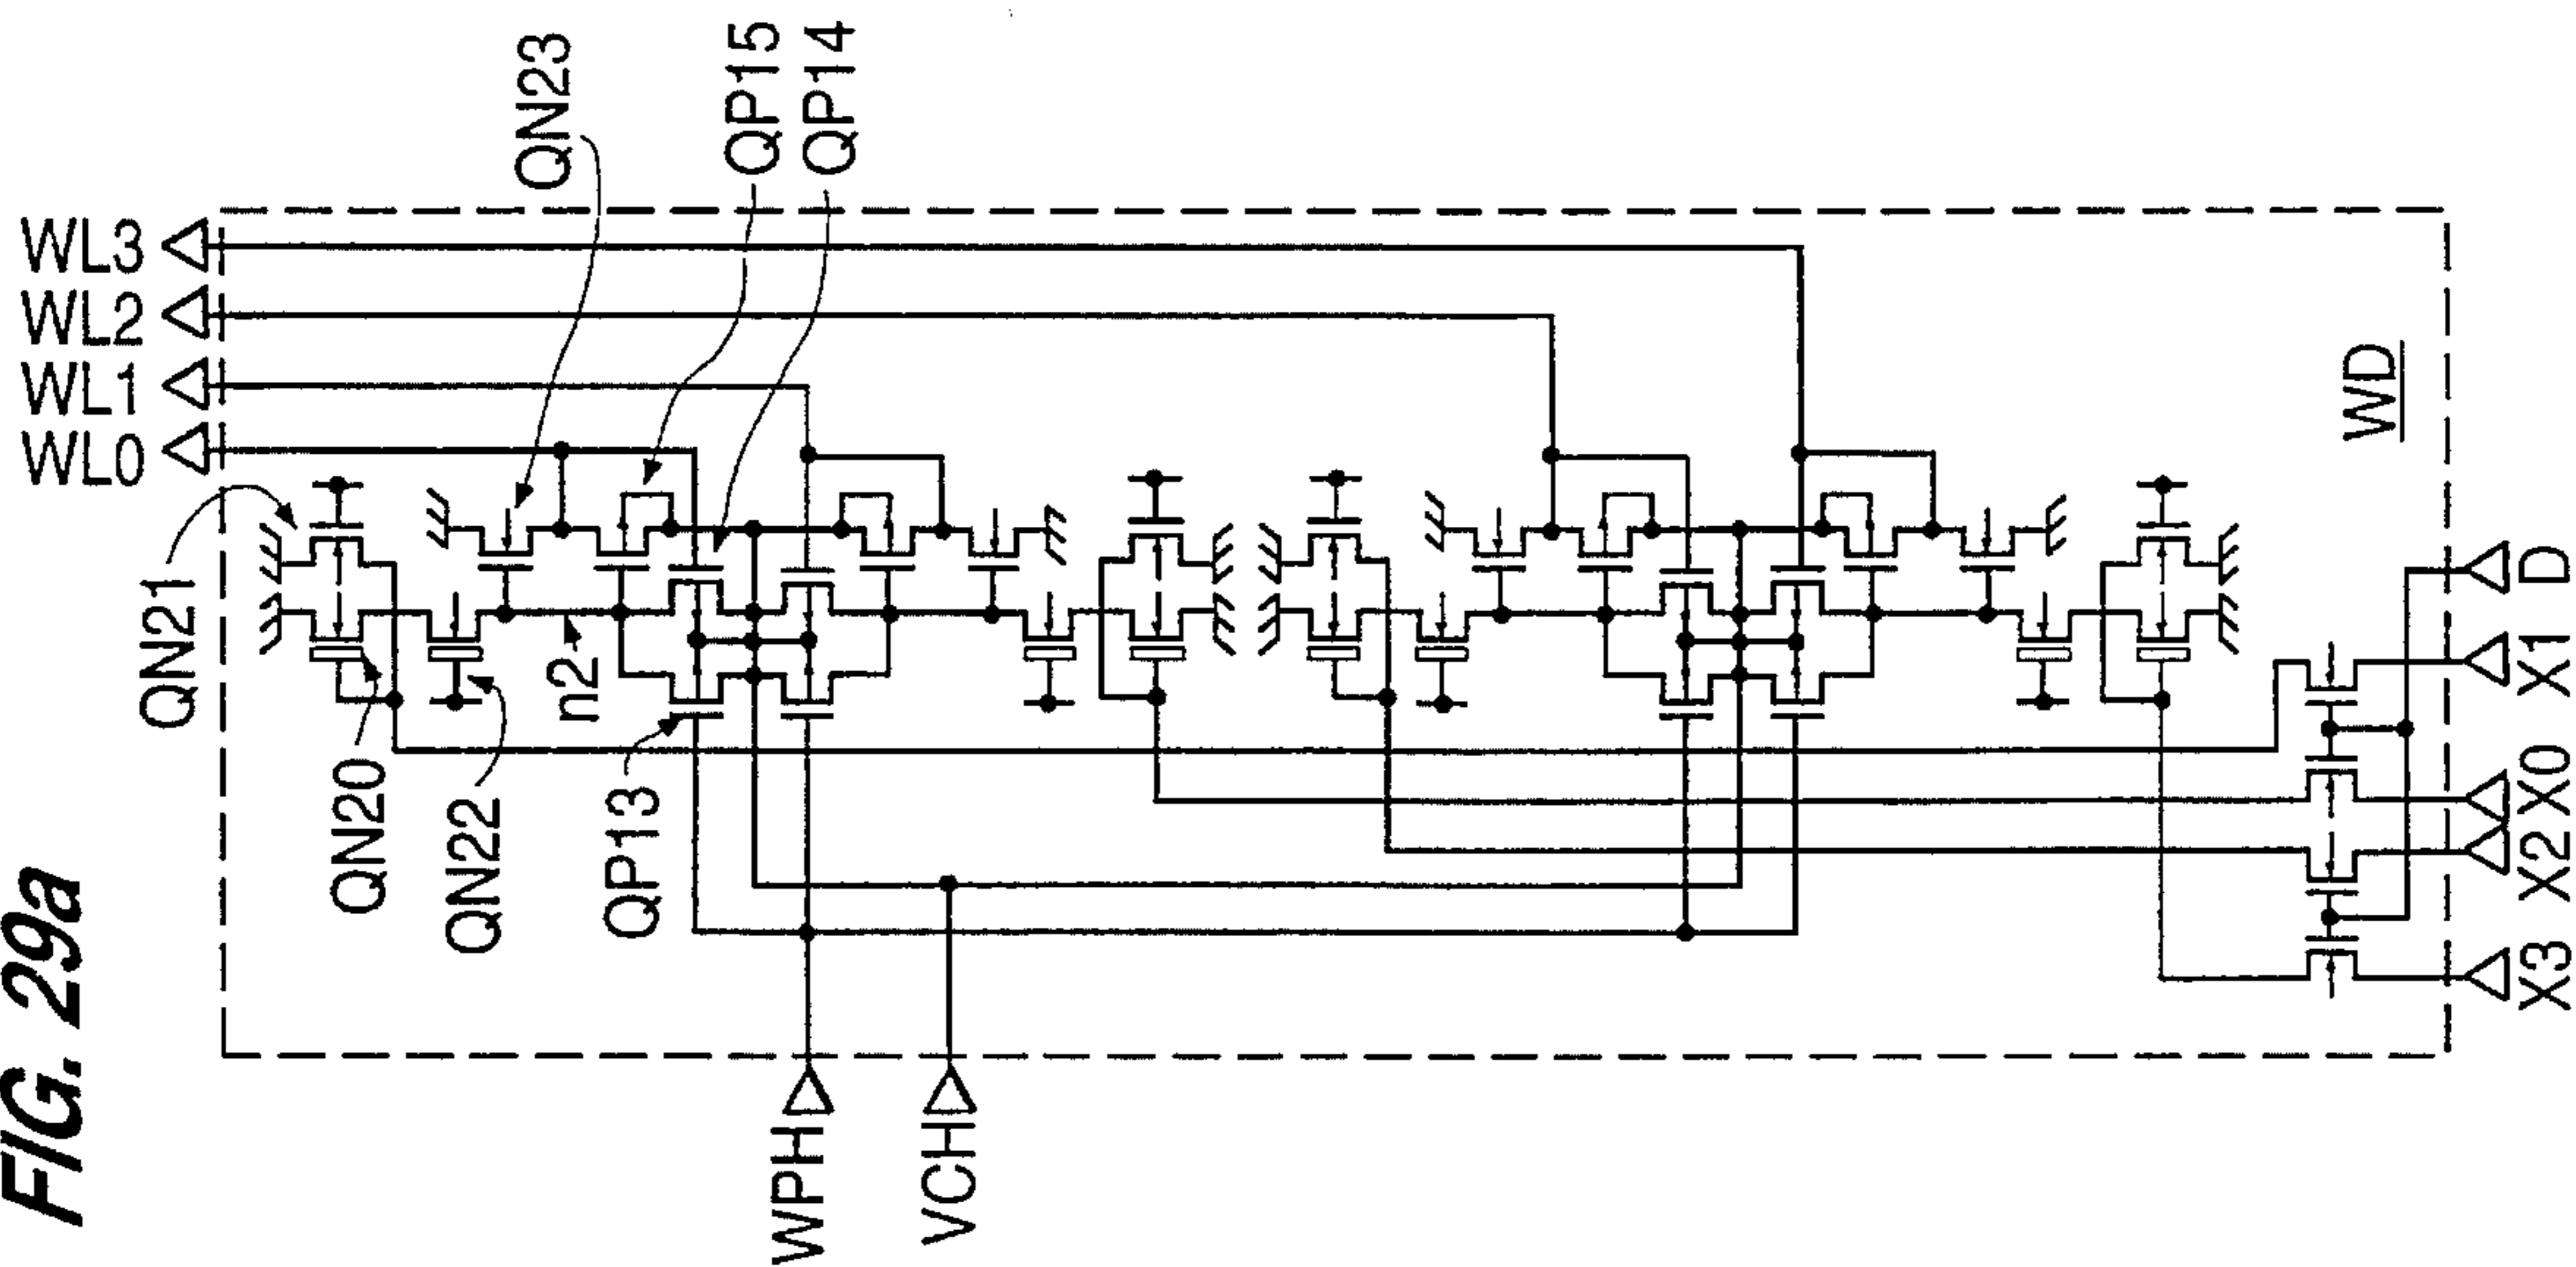 FIG. 29a
WL3
WL2
WL1
WL0
QN23
QP15
QP14
QN21
QN20
QN22
n2
QP13
WPH
VCH
WD
D
X1
X0
X2
X3